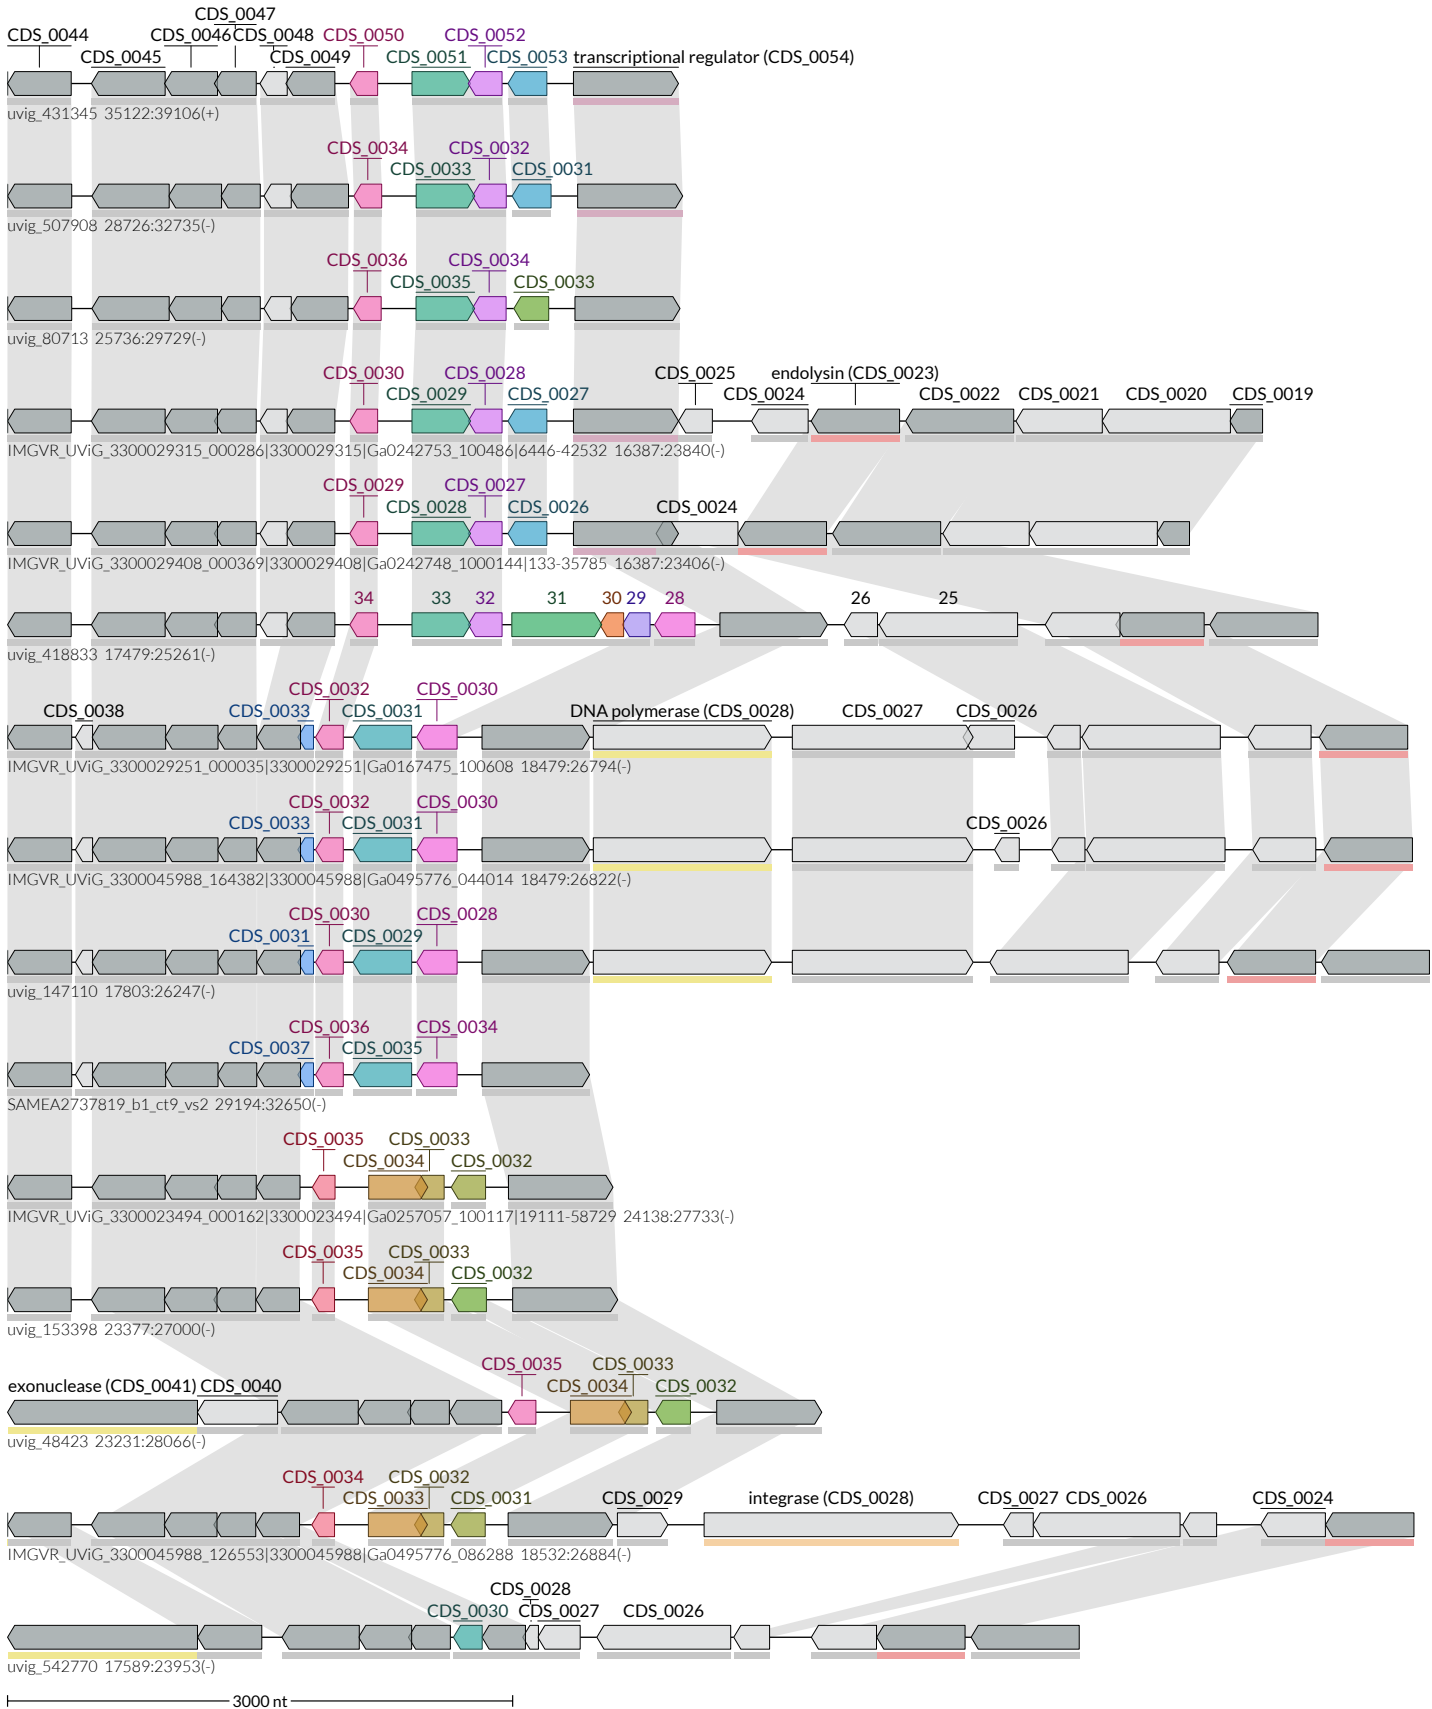 CDS_0047
CDS_0044 CDS_0046 CDS_0048 CDS_0050 CDS_0052
CDS_0045 CDS_0049 CDS_0051 CDS_0053 transcriptional regulator (CDS_0054)
uvig_431345 35122:39106(+)
CDS_0034 CDS_0032
CDS_0033 CDS_0031
uvig_507908 28726:32735(-)
CDS_0036 CDS_0034
CDS_0035 CDS_0033
uvig_80713 25736:29729(-)
CDS_0030 CDS_0028 CDS_0025 endolysin (CDS_0023)
CDS_0029 CDS_0027 CDS_0024 CDS_0022 CDS_0021 CDS_0020 CDS_0019
IMGVR_UViG_3300029315_000286|3300029315|Ga0242753_100486|6446-42532 16387:23840(-)
CDS_0029 CDS_0027
CDS_0028 CDS_0026 CDS_0024
IMGVR_UViG_3300029408_000369|3300029408|Ga0242748_1000144|133-35785 16387:23406(-)
34 33 32 31 30 29 28 26 25
uvig_418833 17479:25261(-)
CDS_0032 CDS_0030
CDS_0038 CDS_0033 CDS_0031 DNA polymerase (CDS_0028) CDS_0027 CDS_0026
IMGVR_UViG_3300029251_000035|3300029251|Ga0167475_100608 18479:26794(-)
CDS_0032 CDS_0030
CDS_0033 CDS_0031 CDS_0026
IMGVR_UViG_3300045988_164382|3300045988|Ga0495776_044014 18479:26822(-)
CDS_0030 CDS_0028
CDS_0031 CDS_0029
uvig_147110 17803:26247(-)
CDS_0036 CDS_0034
CDS_0037 CDS_0035
SAMEA2737819_b1_ct9_vs2 29194:32650(-)
CDS_0035 CDS_0033
CDS_0034 CDS_0032
IMGVR_UViG_3300023494_000162|3300023494|Ga0257057_100117|19111-58729 24138:27733(-)
CDS_0035 CDS_0033
CDS_0034 CDS_0032
uvig_153398 23377:27000(-)
CDS_0035 CDS_0033
exonuclease (CDS_0041) CDS_0040 CDS_0034 CDS_0032
uvig_48423 23231:28066(-)
CDS_0034 CDS_0032
CDS_0033 CDS_0031 CDS_0029 integrase (CDS_0028) CDS_0027 CDS_0026 CDS_0024
IMGVR_UViG_3300045988_126553|3300045988|Ga0495776_086288 18532:26884(-)
CDS_0028
CDS_0030 CDS_0027 CDS_0026
uvig_542770 17589:23953(-)
3000 nt